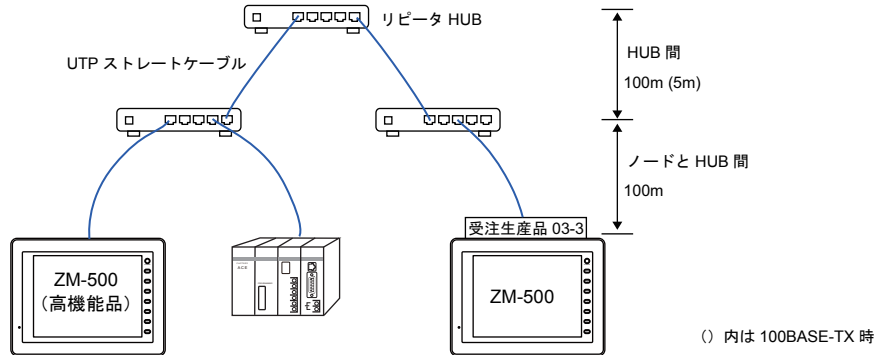 リピータ HUB
UTP ストレートケーブル
HUB 間
100m (5m)
ノードと HUB 間
100m
受注生産品 03-3
ZM-500
（高機能品）
ZM-500
（）内は 100BASE-TX 時